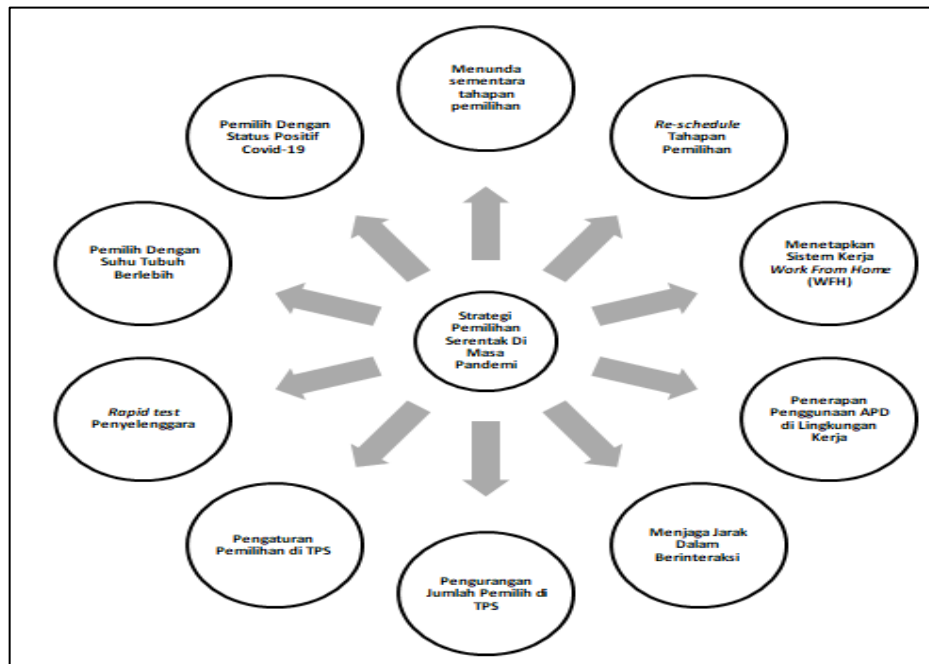 Menunda
sementara
tahapan
pemilihan
Re-schedule
Tahapan
Pemilihan
Menetapkan
Sistem Kerja
Work From Home
(WFH)
Penerapan
Penggunaan APD
di Lingkungan
Kerja
Menjaga Jarak
Dalam
Berinteraksi
Pengurangan
Jumlah Pemilih di
TPS
Pengaturan
Pemilihan di TPS
Rapid test
Penyelenggara
Pemilih Dengan
Suhu Tubuh
Berlebih
Pemilih Dengan
Status Positif
Covid-19
Strategi
Pemilihan
Serentak Di
Masa
Pandemi